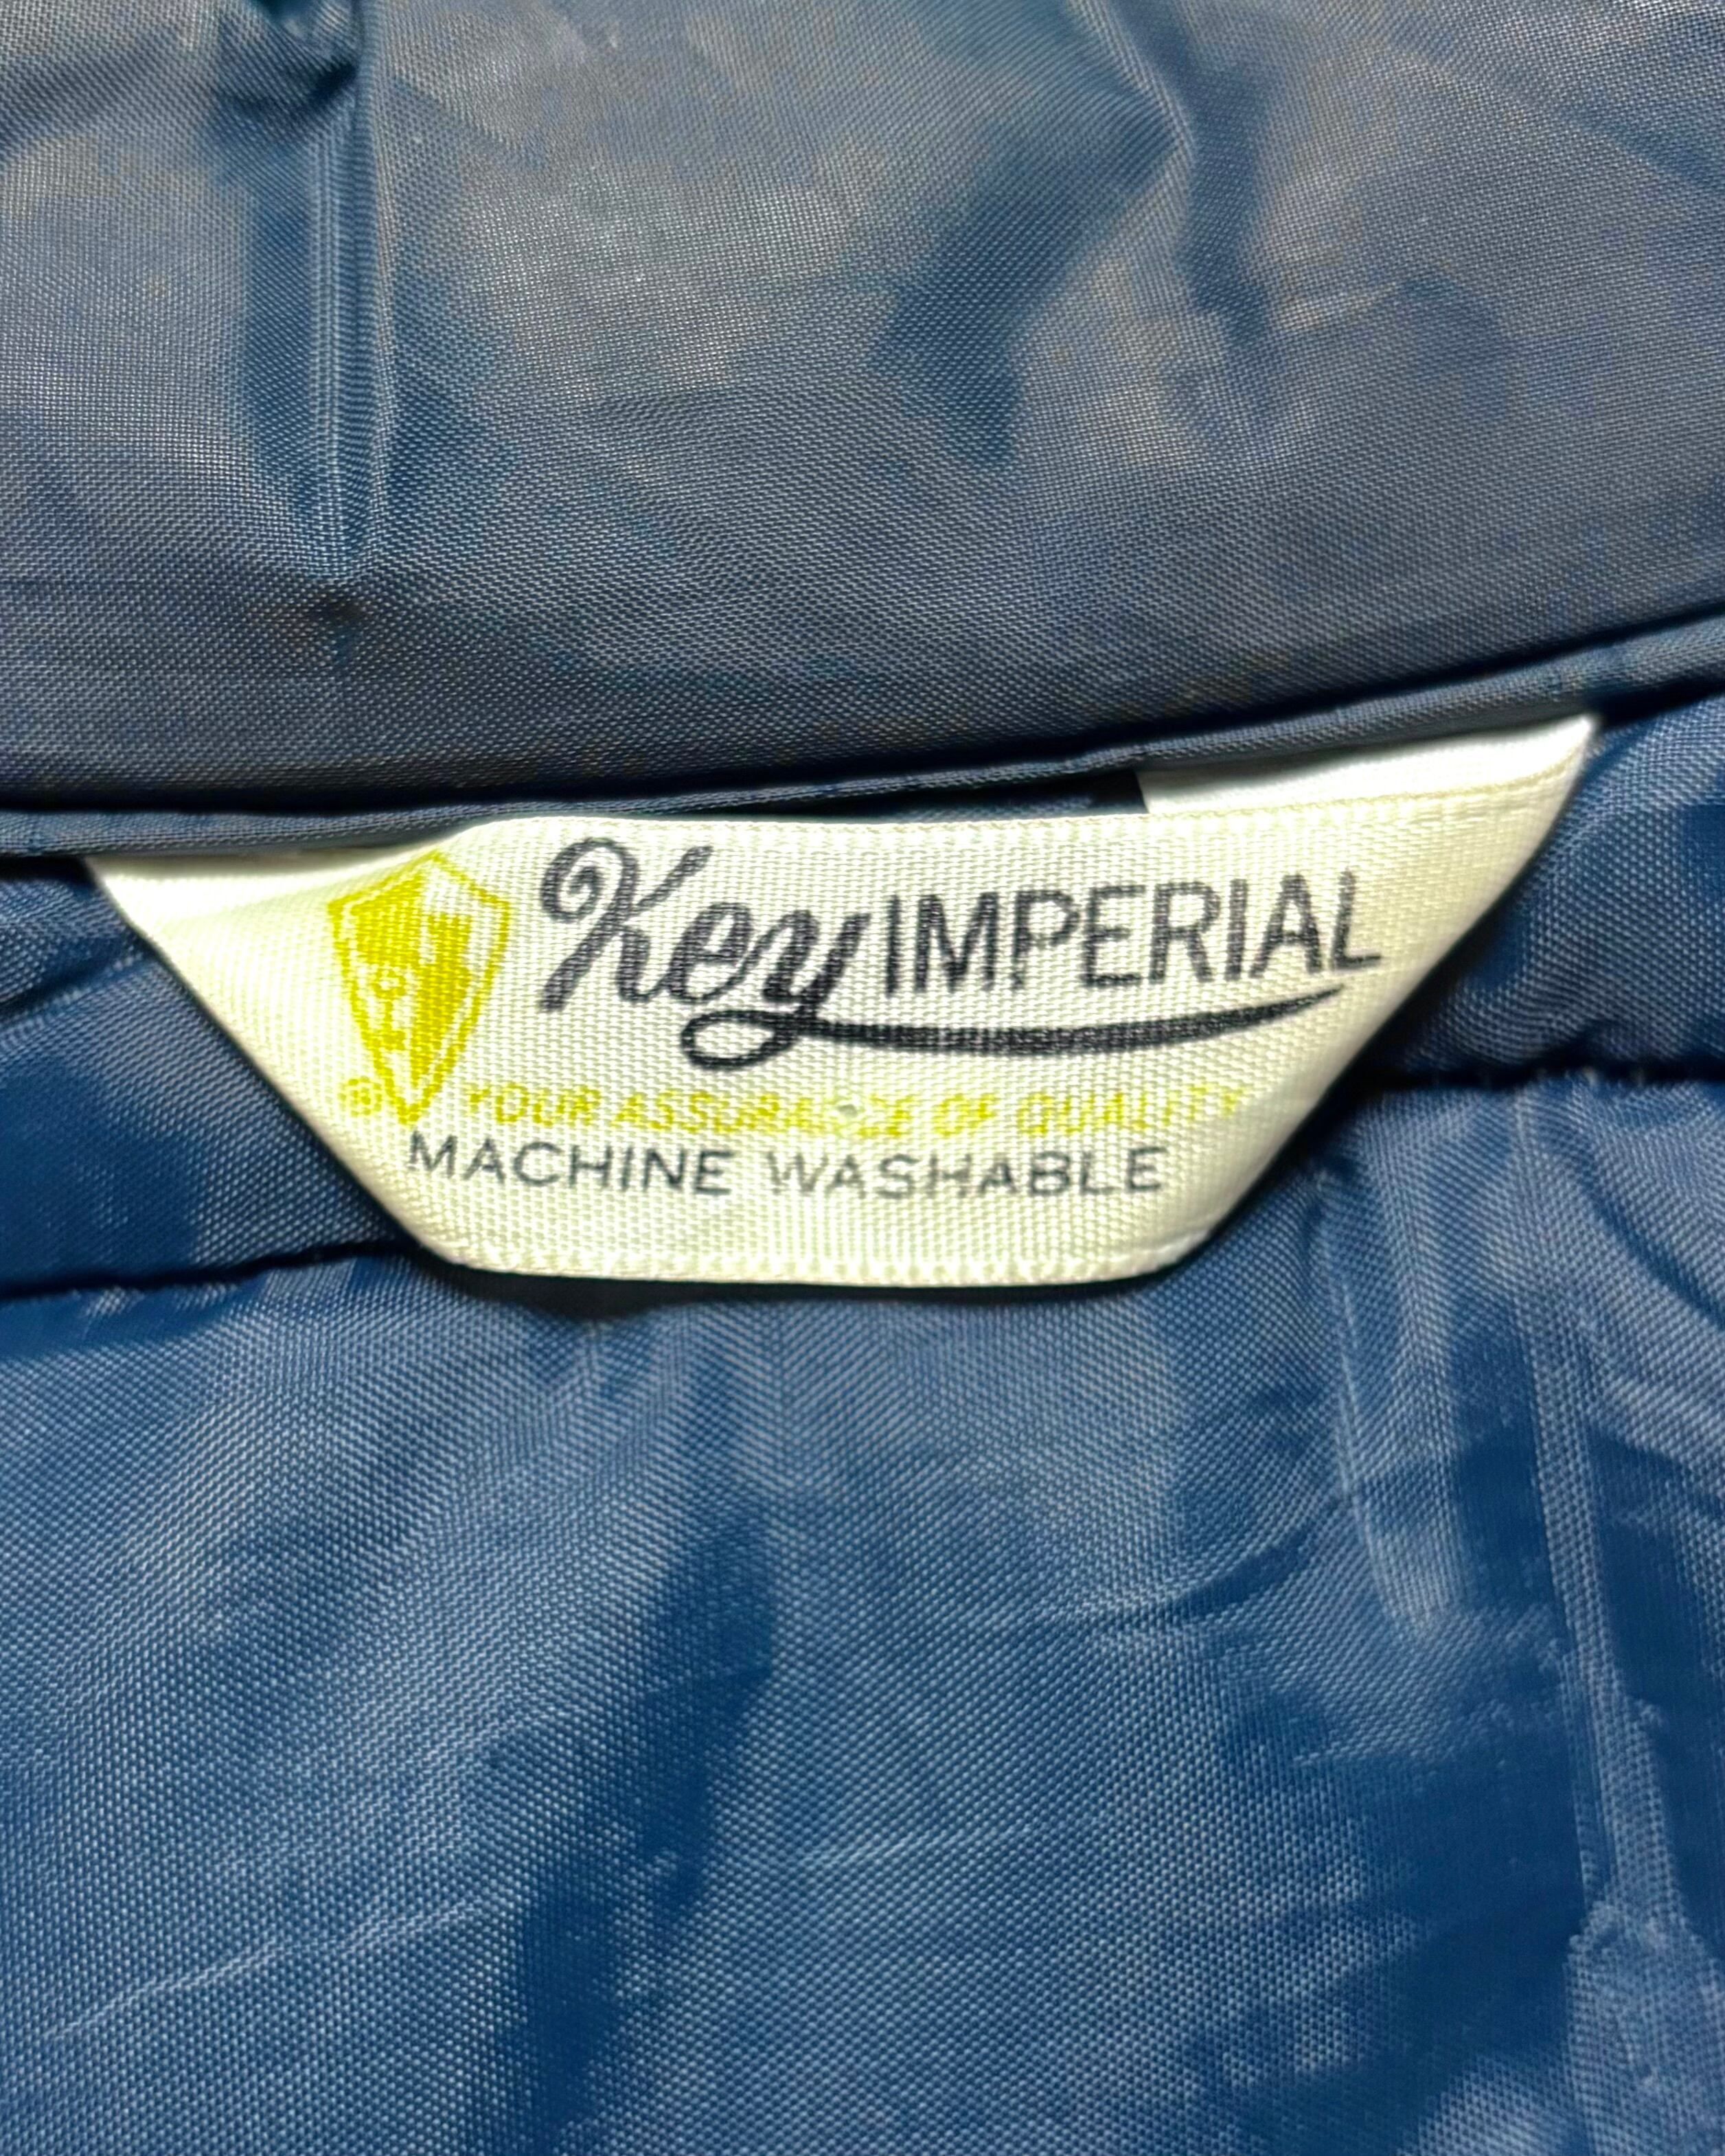 Key IMPERIAL
® YOUR ASSURANCE OF QUALITY
MACHINE WASHABLE